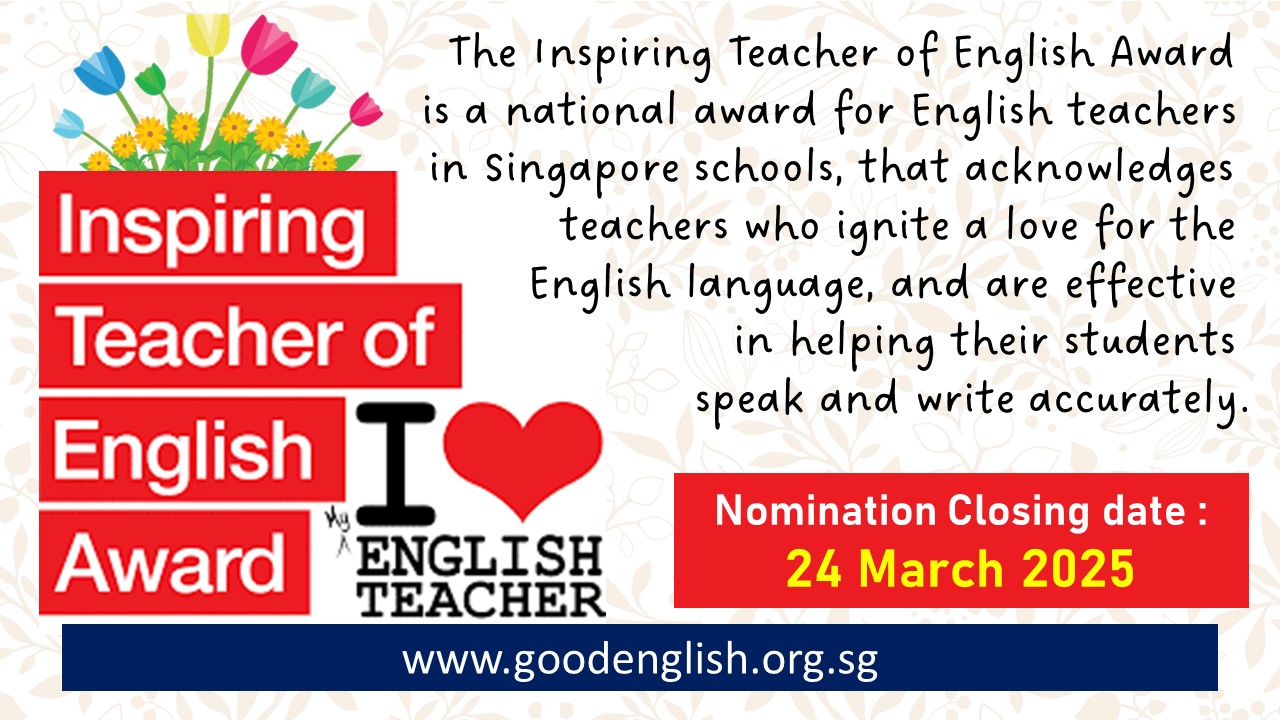 Inspiring
Teacher of
English
Award
I
My
ENGLISH
TEACHER
The Inspiring Teacher of English Award
is a national award for English teachers
in Singapore schools, that acknowledges
teachers who ignite a love for the
English language, and are effective
in helping their students
speak and write accurately.
Nomination Closing date :
24 March 2025
www.goodenglish.org.sg